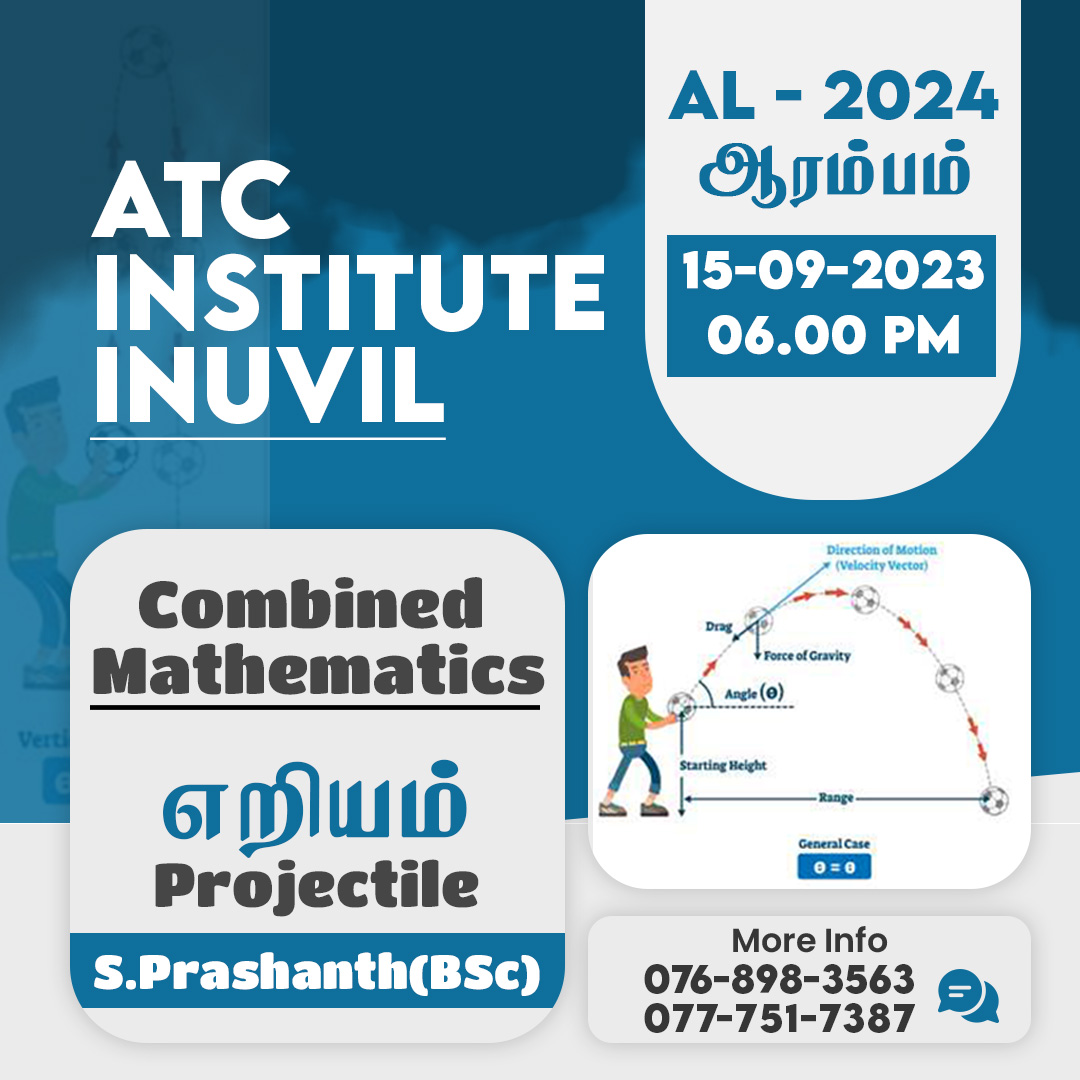 ATC
INSTITUTE
INUVIL
AL - 2024
ஆரம்பம்
15-09-2023
06.00 PM
Combined
Mathematics
எறியம்
Projectile
S.Prashanth(BSc)
Direction of Motion
(Velocity Vector)
Drag
Force of Gravity
Angle (θ)
Starting Height
Range
General Case
θ = θ
More Info
076-898-3563
077-751-7387